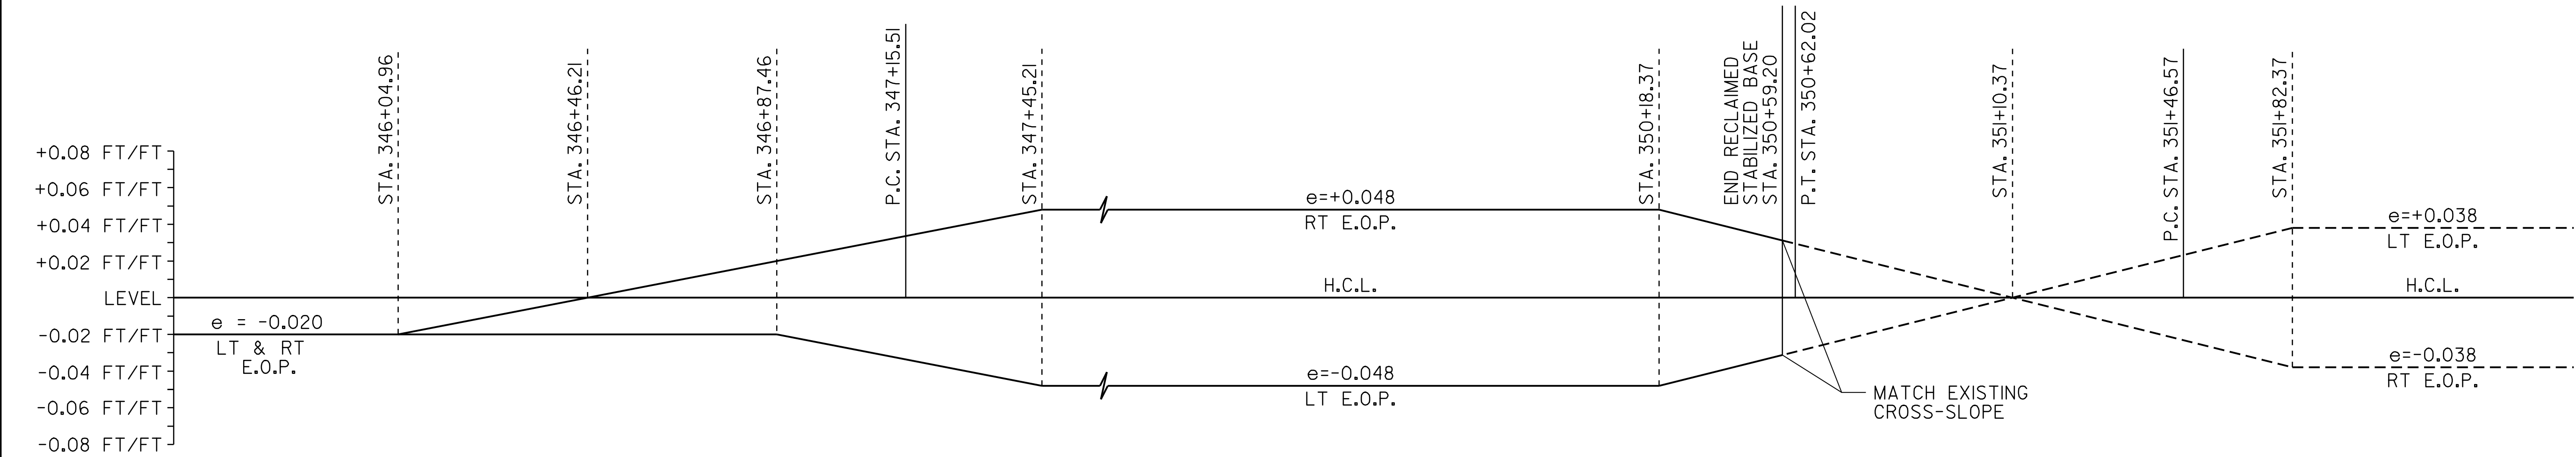 +0.08 FT/FT
+0.06 FT/FT
+0.04 FT/FT
+0.02 FT/FT
LEVEL
-0.02 FT/FT
-0.04 FT/FT
-0.06 FT/FT
-0.08 FT/FT
e = -0.020
LT & RT
E.O.P.
STA. 346+04.96
STA. 346+46.21
STA. 346+87.46
P.C. STA. 347+15.51
STA. 347+45.21
e=+0.048
RT E.O.P.
H.C.L.
e=-0.048
LT E.O.P.
STA. 350+18.37
END RECLAIMED
STABILIZED BASE
STA. 350+59.20
P.T. STA. 350+62.02
MATCH EXISTING
CROSS-SLOPE
STA. 351+10.37
P.C. STA. 351+46.57
STA. 351+82.37
e=+0.038
LT E.O.P.
H.C.L.
e=-0.038
RT E.O.P.